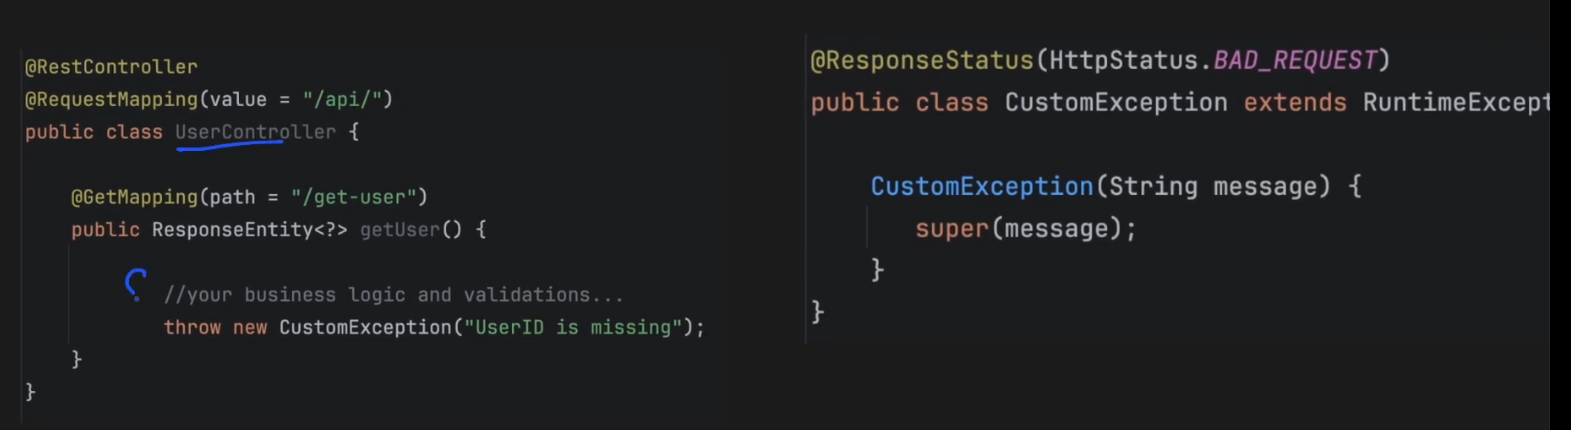 @RestController
@RequestMapping(value = "/api/")
public class UserController {
@GetMapping(path = "/get-user")
public ResponseEntity<?> getUser() {
//your business logic and validations...
throw new CustomException("UserID is missing");
}
}
@ResponseStatus(HttpStatus.BAD_REQUEST)
public class CustomException extends RuntimeExcept
CustomException(String message) {
super(message);
}
}